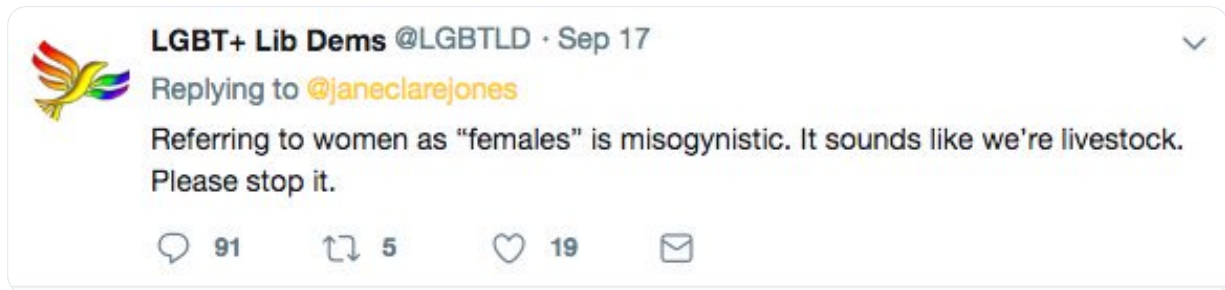 LGBT+ Lib Dems @LGBTLD · Sep 17
Replying to @janeclarejones
Referring to women as “females” is misogynistic. It sounds like we’re livestock.
Please stop it.
91 5 19